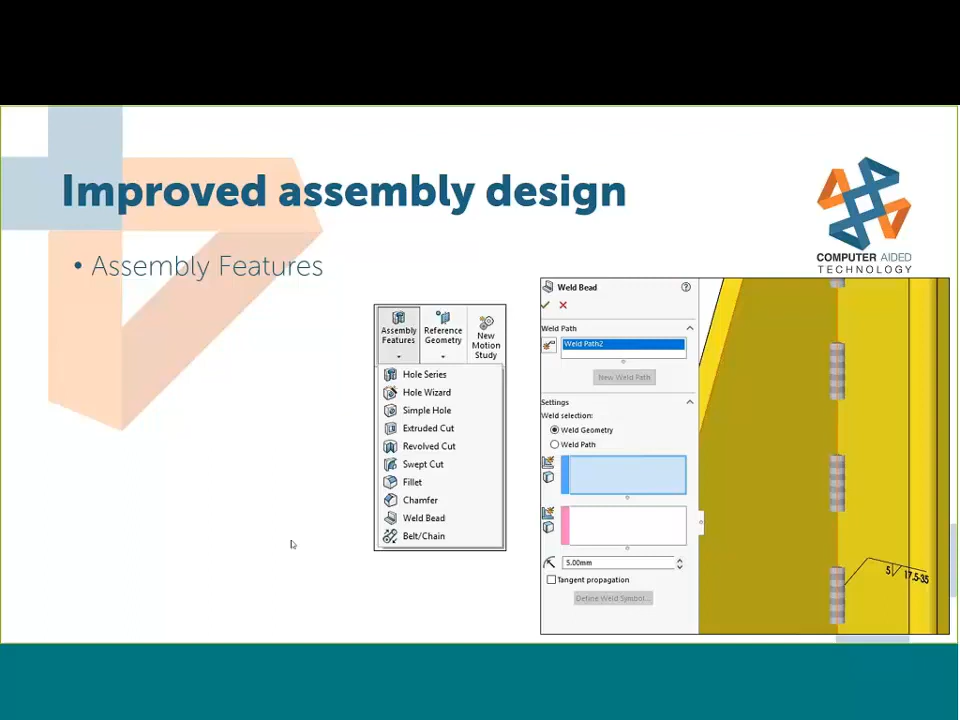 Improved assembly design
• Assembly Features
COMPUTER AIDED
TECHNOLOGY
Assembly
Features
Reference
Geometry
New
Motion
Study
Hole Series
Hole Wizard
Simple Hole
Extruded Cut
Revolved Cut
Swept Cut
Fillet
Chamfer
Weld Bead
Belt/Chain
Weld Bead
Weld Path
Weld Path2
New Weld Path
Settings
Weld selection:
Weld Geometry
Weld Path
5.00mm
Tangent propagation
Define Weld Symbol...
5 17.5-35